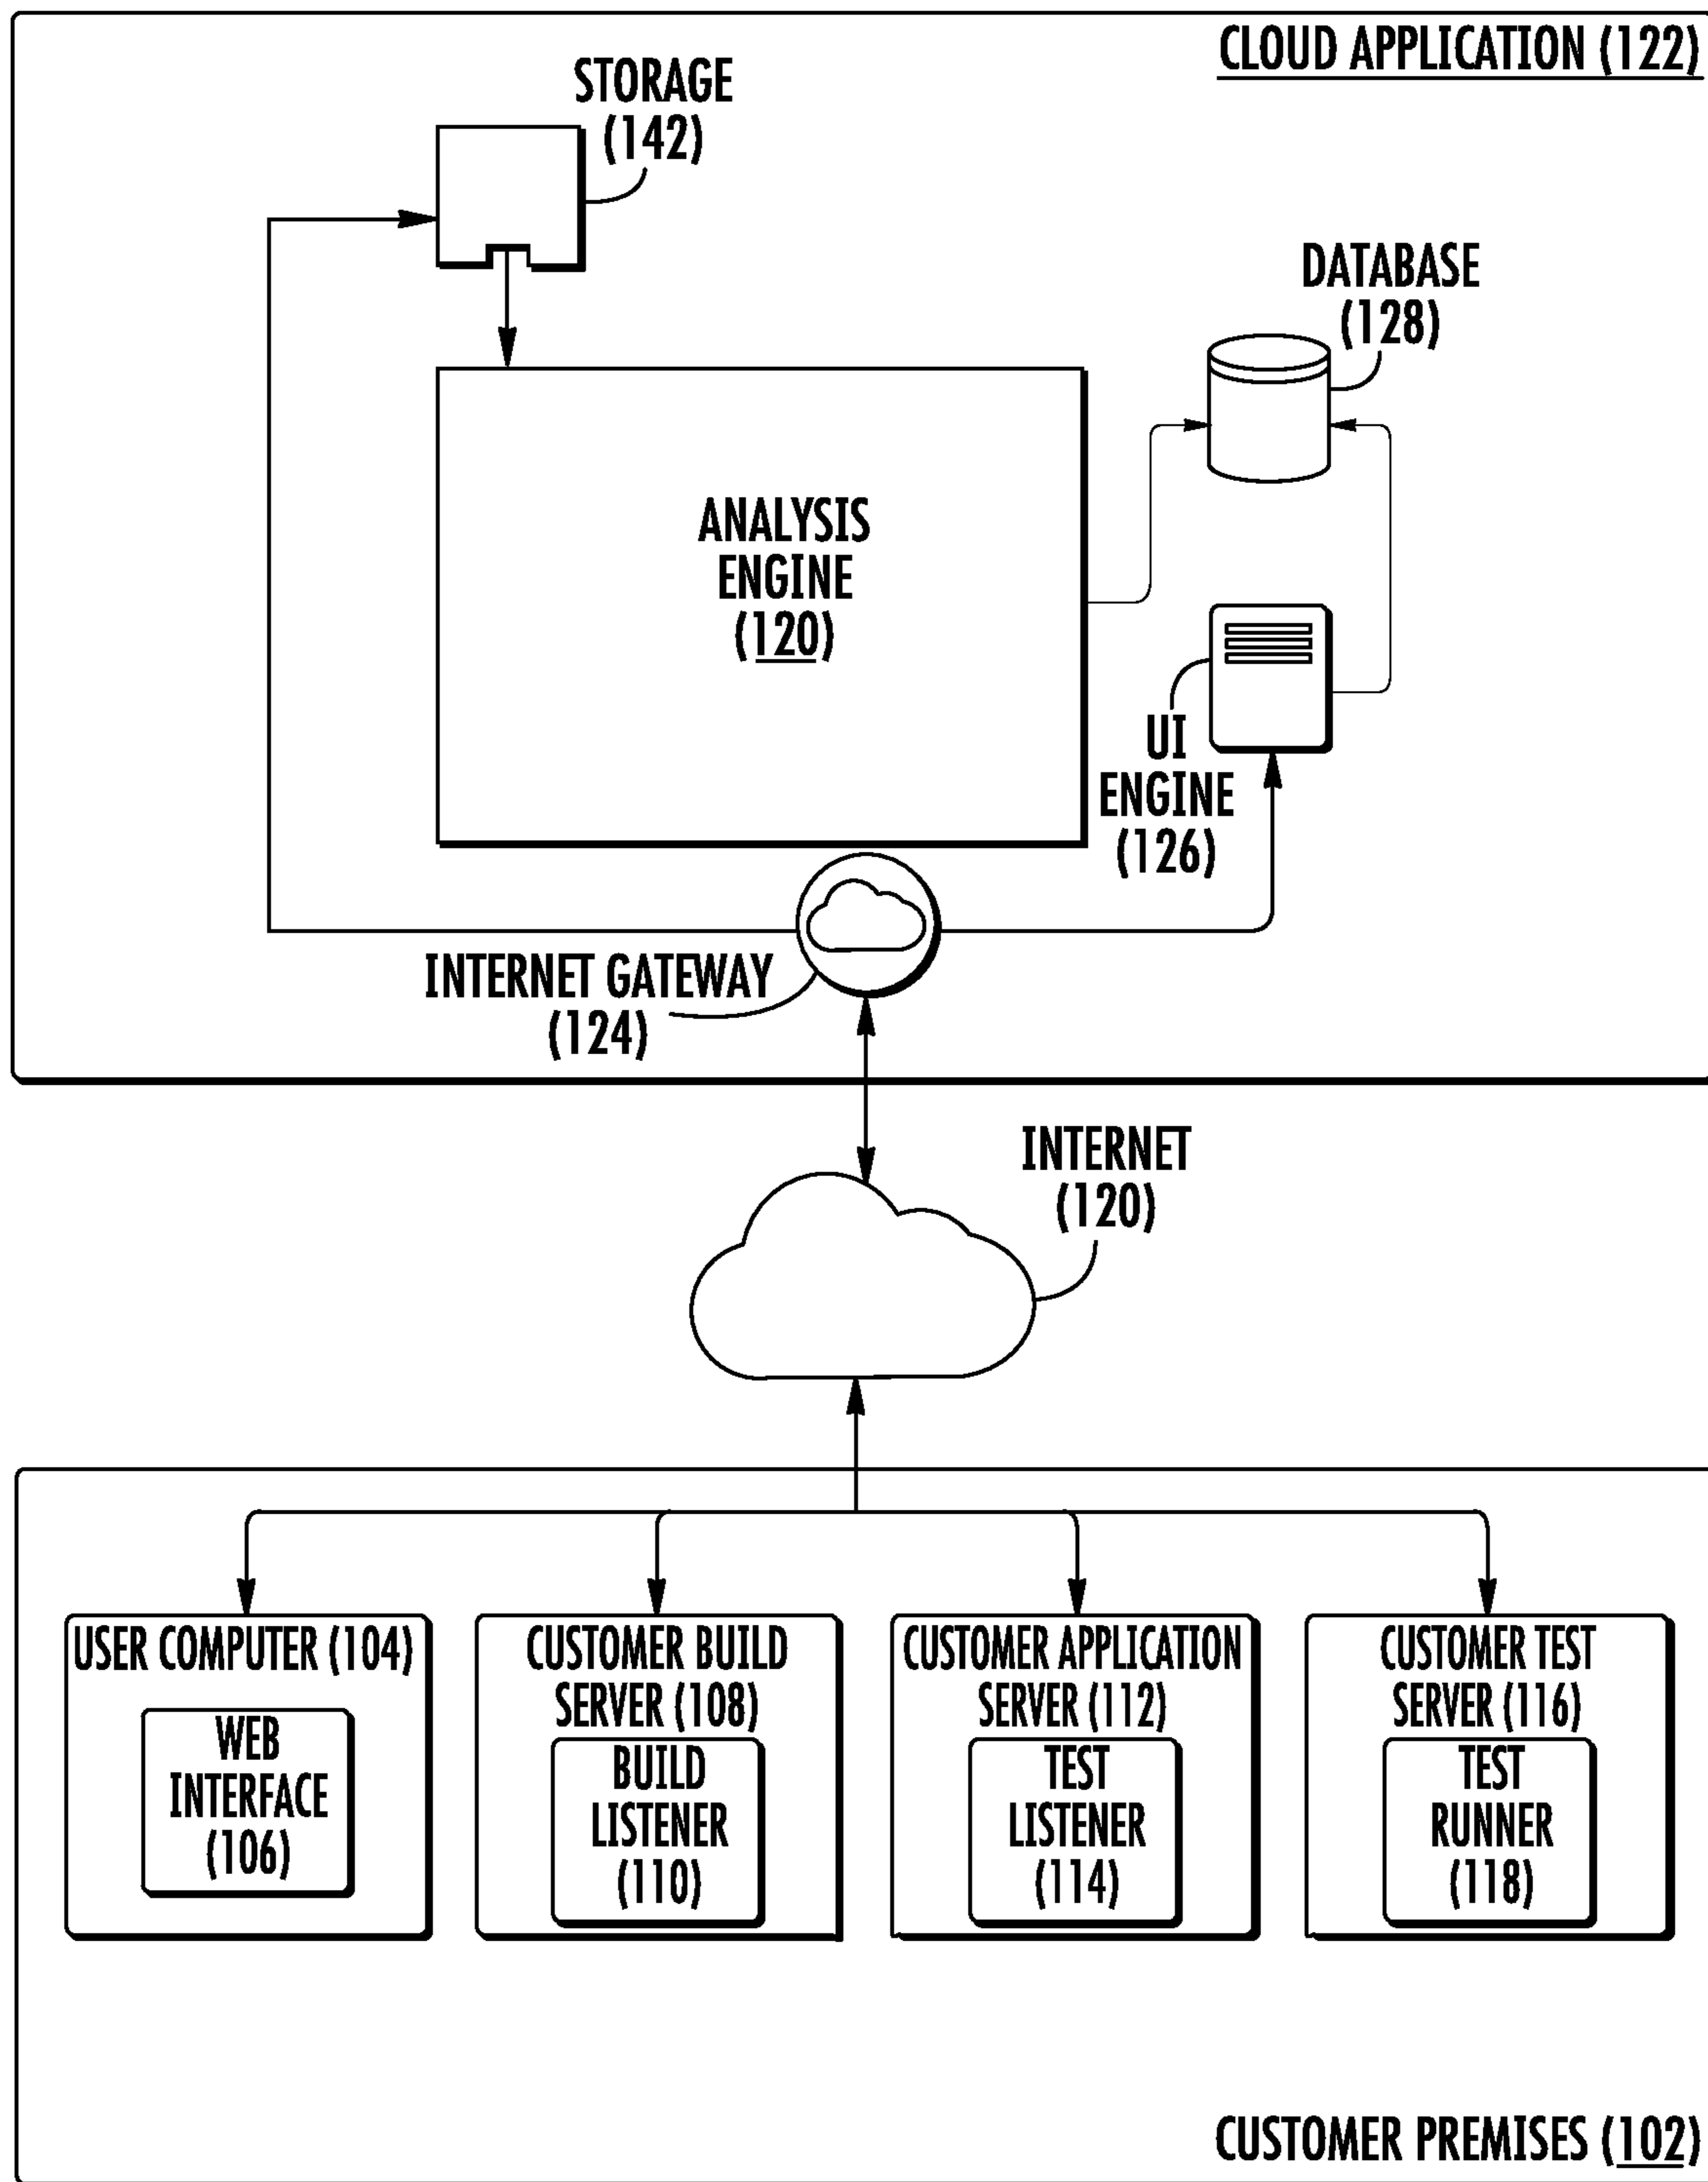 CLOUD APPLICATION (122)
STORAGE
(142)
DATABASE
(128)
ANALYSIS
ENGINE
(120)
UI
ENGINE
(126)
INTERNET GATEWAY
(124)
INTERNET
(120)
USER COMPUTER (104)
WEB
INTERFACE
(106)
CUSTOMER BUILD
SERVER (108)
BUILD
LISTENER
(110)
CUSTOMER APPLICATION
SERVER (112)
TEST
LISTENER
(114)
CUSTOMER TEST
SERVER (116)
TEST
RUNNER
(118)
CUSTOMER PREMISES (102)